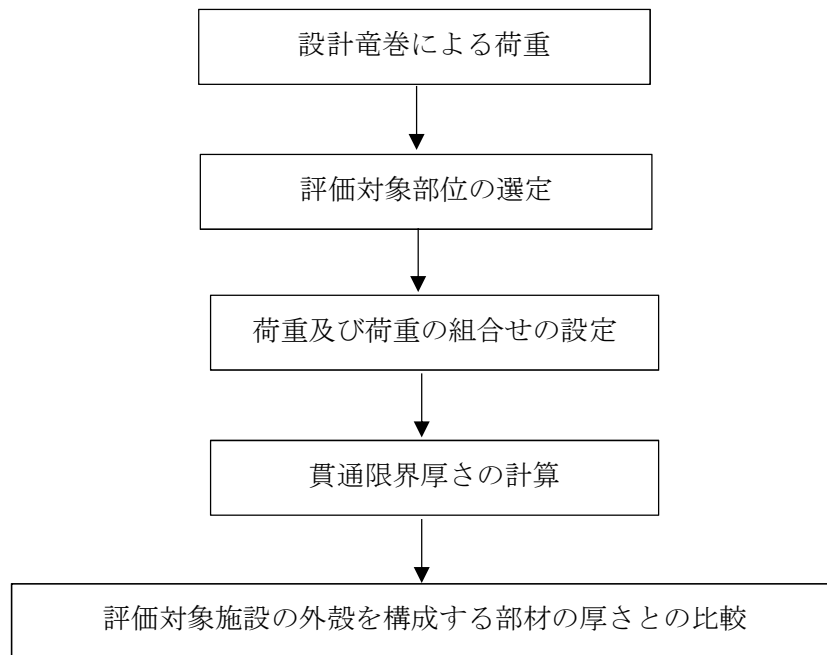 設計竜巻による荷重
評価対象部位の選定
荷重及び荷重の組合せの設定
貫通限界厚さの計算
評価対象施設の外殻を構成する部材の厚さとの比較